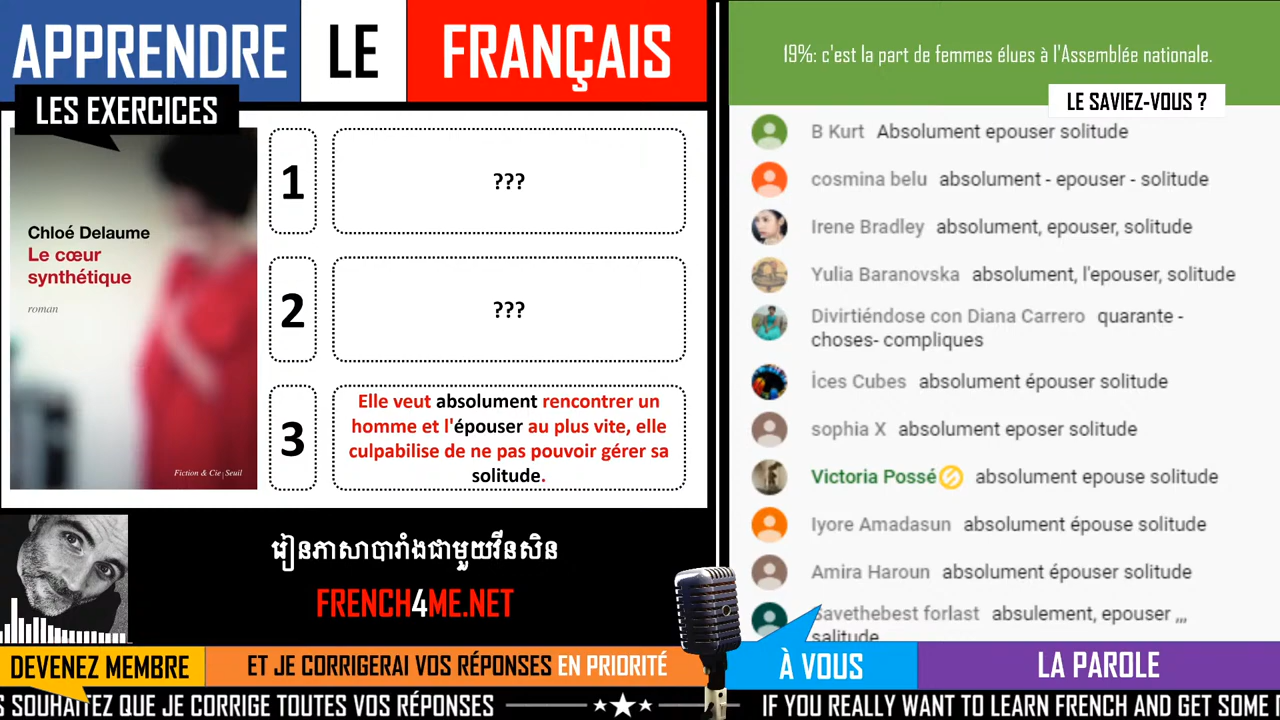 APPRENDRE LE FRANÇAIS
LES EXERCICES
Chloé Delaume
Le cœur
synthétique
roman
Fiction & Cie | Seuil
1
???
2
???
3
Elle veut absolument rencontrer un
homme et l'épouser au plus vite, elle
culpabilise de ne pas pouvoir gérer sa
solitude.
រៀនភាសាបារាំងជាមួយវីនសិន
FRENCH4ME.NET
DEVENEZ MEMBRE
ET JE CORRIGERAI VOS RÉPONSES EN PRIORITÉ
19%: c'est la part de femmes élues à l'Assemblée nationale.
LE SAVIEZ-VOUS ?
B Kurt Absolument epouser solitude
cosmina belu absolument - epouser - solitude
Irene Bradley absolument, epouser, solitude
Yulia Baranovska absolument, l'epouser, solitude
Divirtiéndose con Diana Carrero quarante -
choses- compliques
İces Cubes absolument épouser solitude
sophia X absolument eposer solitude
Victoria Possé absolument epouse solitude
Iyore Amadasun absolument épouse solitude
Amira Haroun absolument épouser solitude
Savethebest forlast absulement, epouser ,,,
salitude
À VOUS
LA PAROLE
S SOUHAITEZ QUE JE CORRIGE TOUTES VOS RÉPONSES
IF YOU REALLY WANT TO LEARN FRENCH AND GET SOME